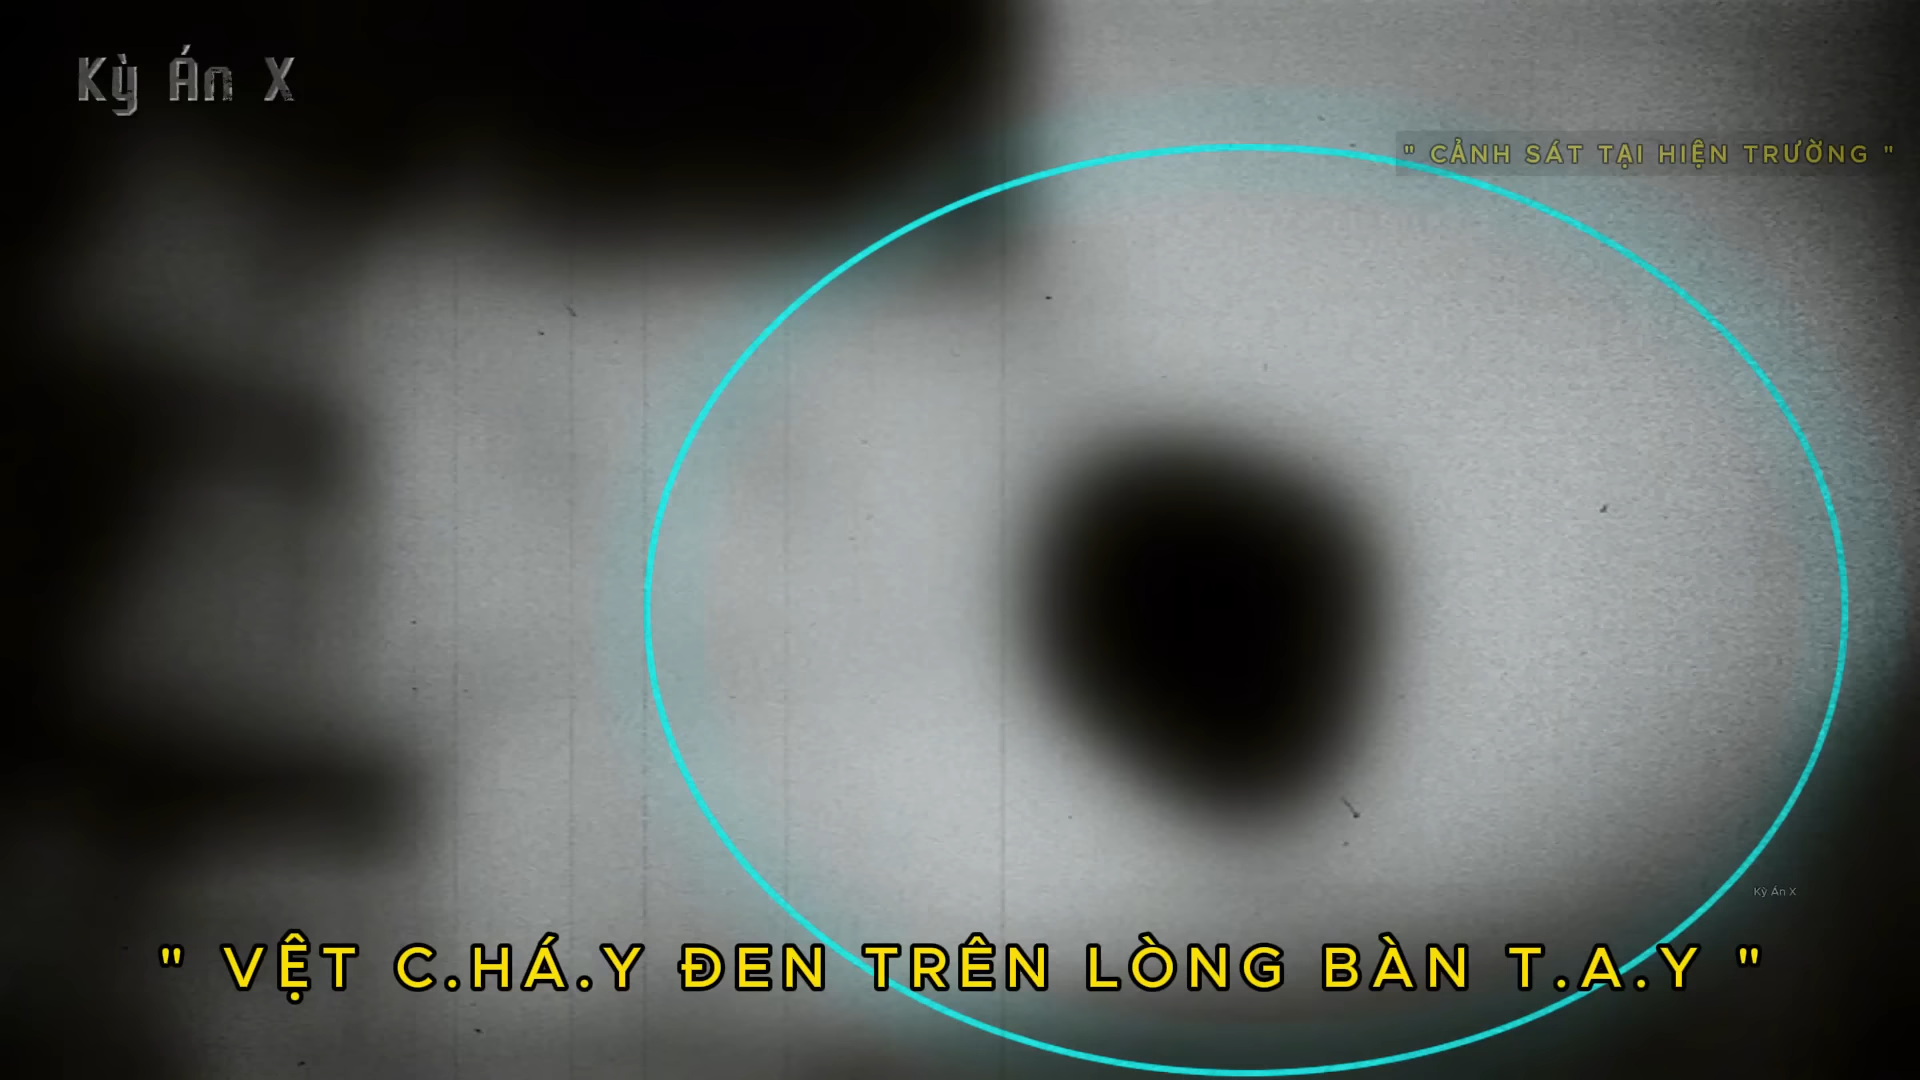 Kỳ Án X
" CẢNH SÁT TẠI HIỆN TRƯỜNG "
Kỳ Án X
" VỆT C.HÁ.Y ĐEN TRÊN LÒNG BÀN T.A.Y "